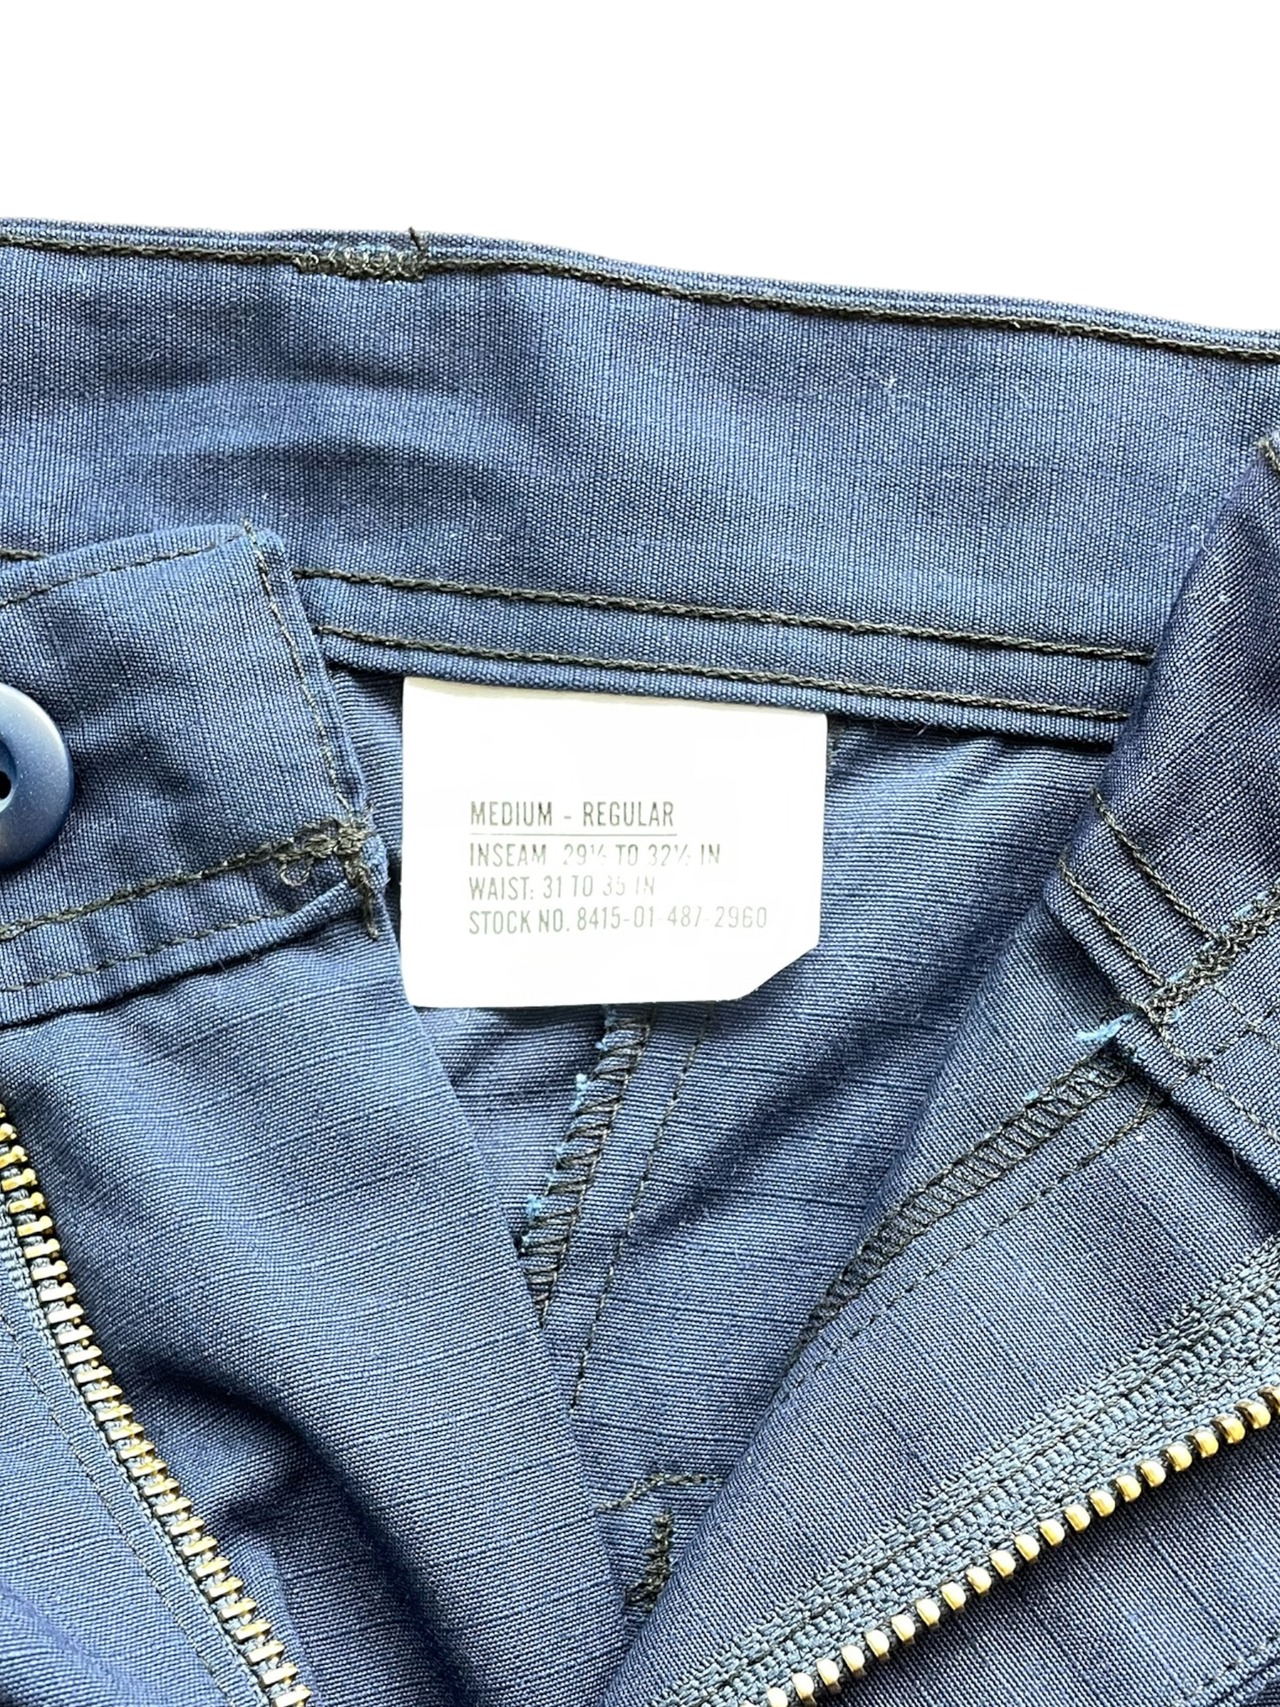 MEDIUM - REGULAR
INSEAM 29½ TO 32½ IN
WAIST: 31 TO 35 IN
STOCK NO. 8415-01-487-2960